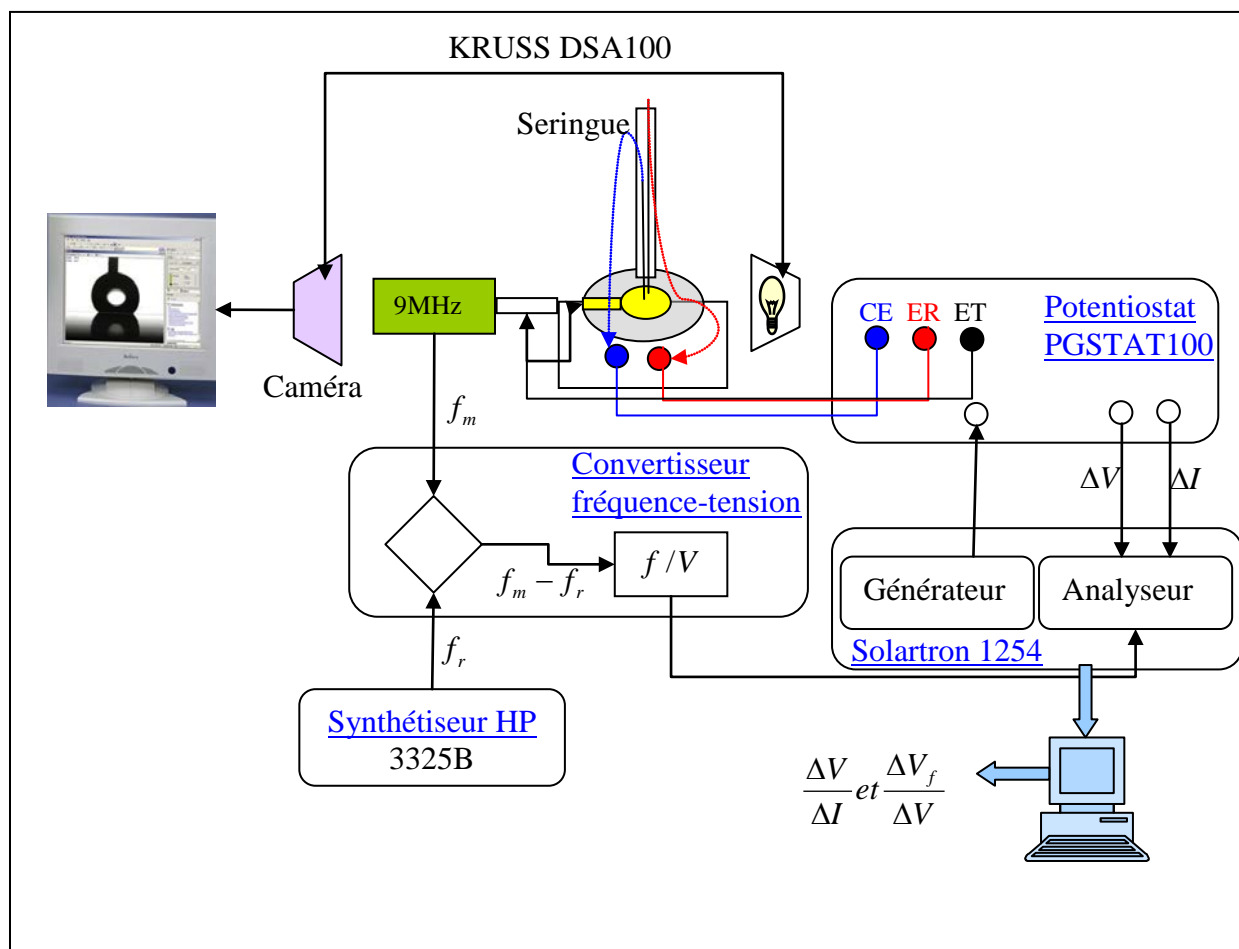 KRUSS DSA100
Seringue
9MHz
Caméra
CE ER ET
Potentiostat
PGSTAT100
f_m
Convertisseur
fréquence-tension
f_m − f_r
f /V
ΔV
ΔI
Générateur
Analyseur
Solartron 1254
f_r
Synthétiseur HP
3325B
ΔV/ΔI et ΔV_f/ΔV